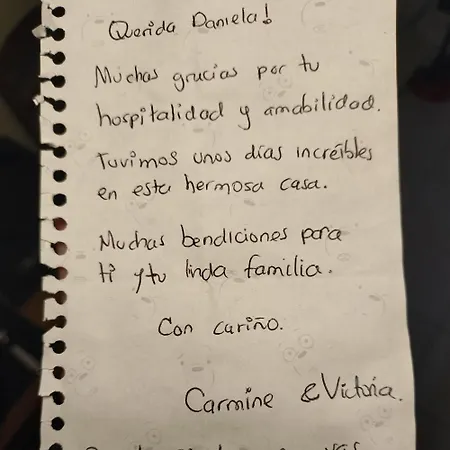 Querida Daniela!
Muchas gracias por tu
hospitalidad y amabilidad.
Tuvimos unos días increíbles
en esta hermosa casa.
Muchas bendiciones para
ti y tu linda familia.
Con cariño.
Carmine & Victoria.